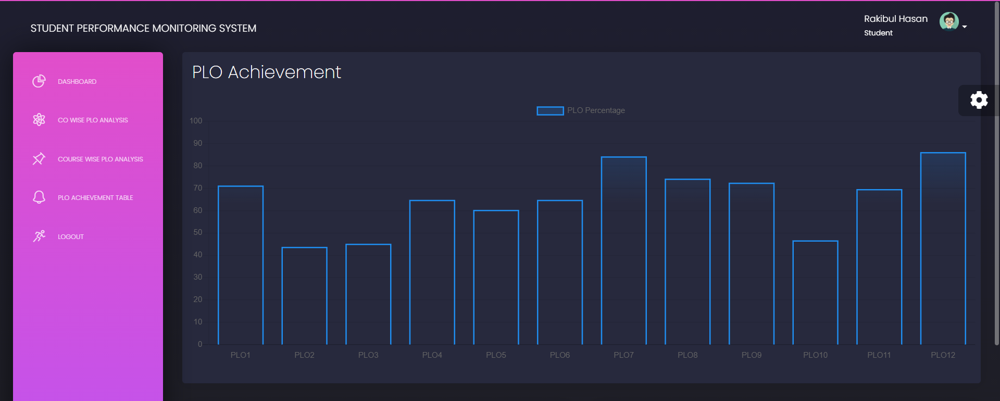 STUDENT PERFORMANCE MONITORING SYSTEM
Rakibul Hasan
Student
DASHBOARD
CO WISE PLO ANALYSIS
COURSE WISE PLO ANALYSIS
PLO ACHIEVEMENT TABLE
LOGOUT
PLO Achievement
PLO Percentage
100
90
80
70
60
50
40
30
20
10
0
PLO1 PLO2 PLO3 PLO4 PLO5 PLO6 PLO7 PLO8 PLO9 PLO10 PLO11 PLO12